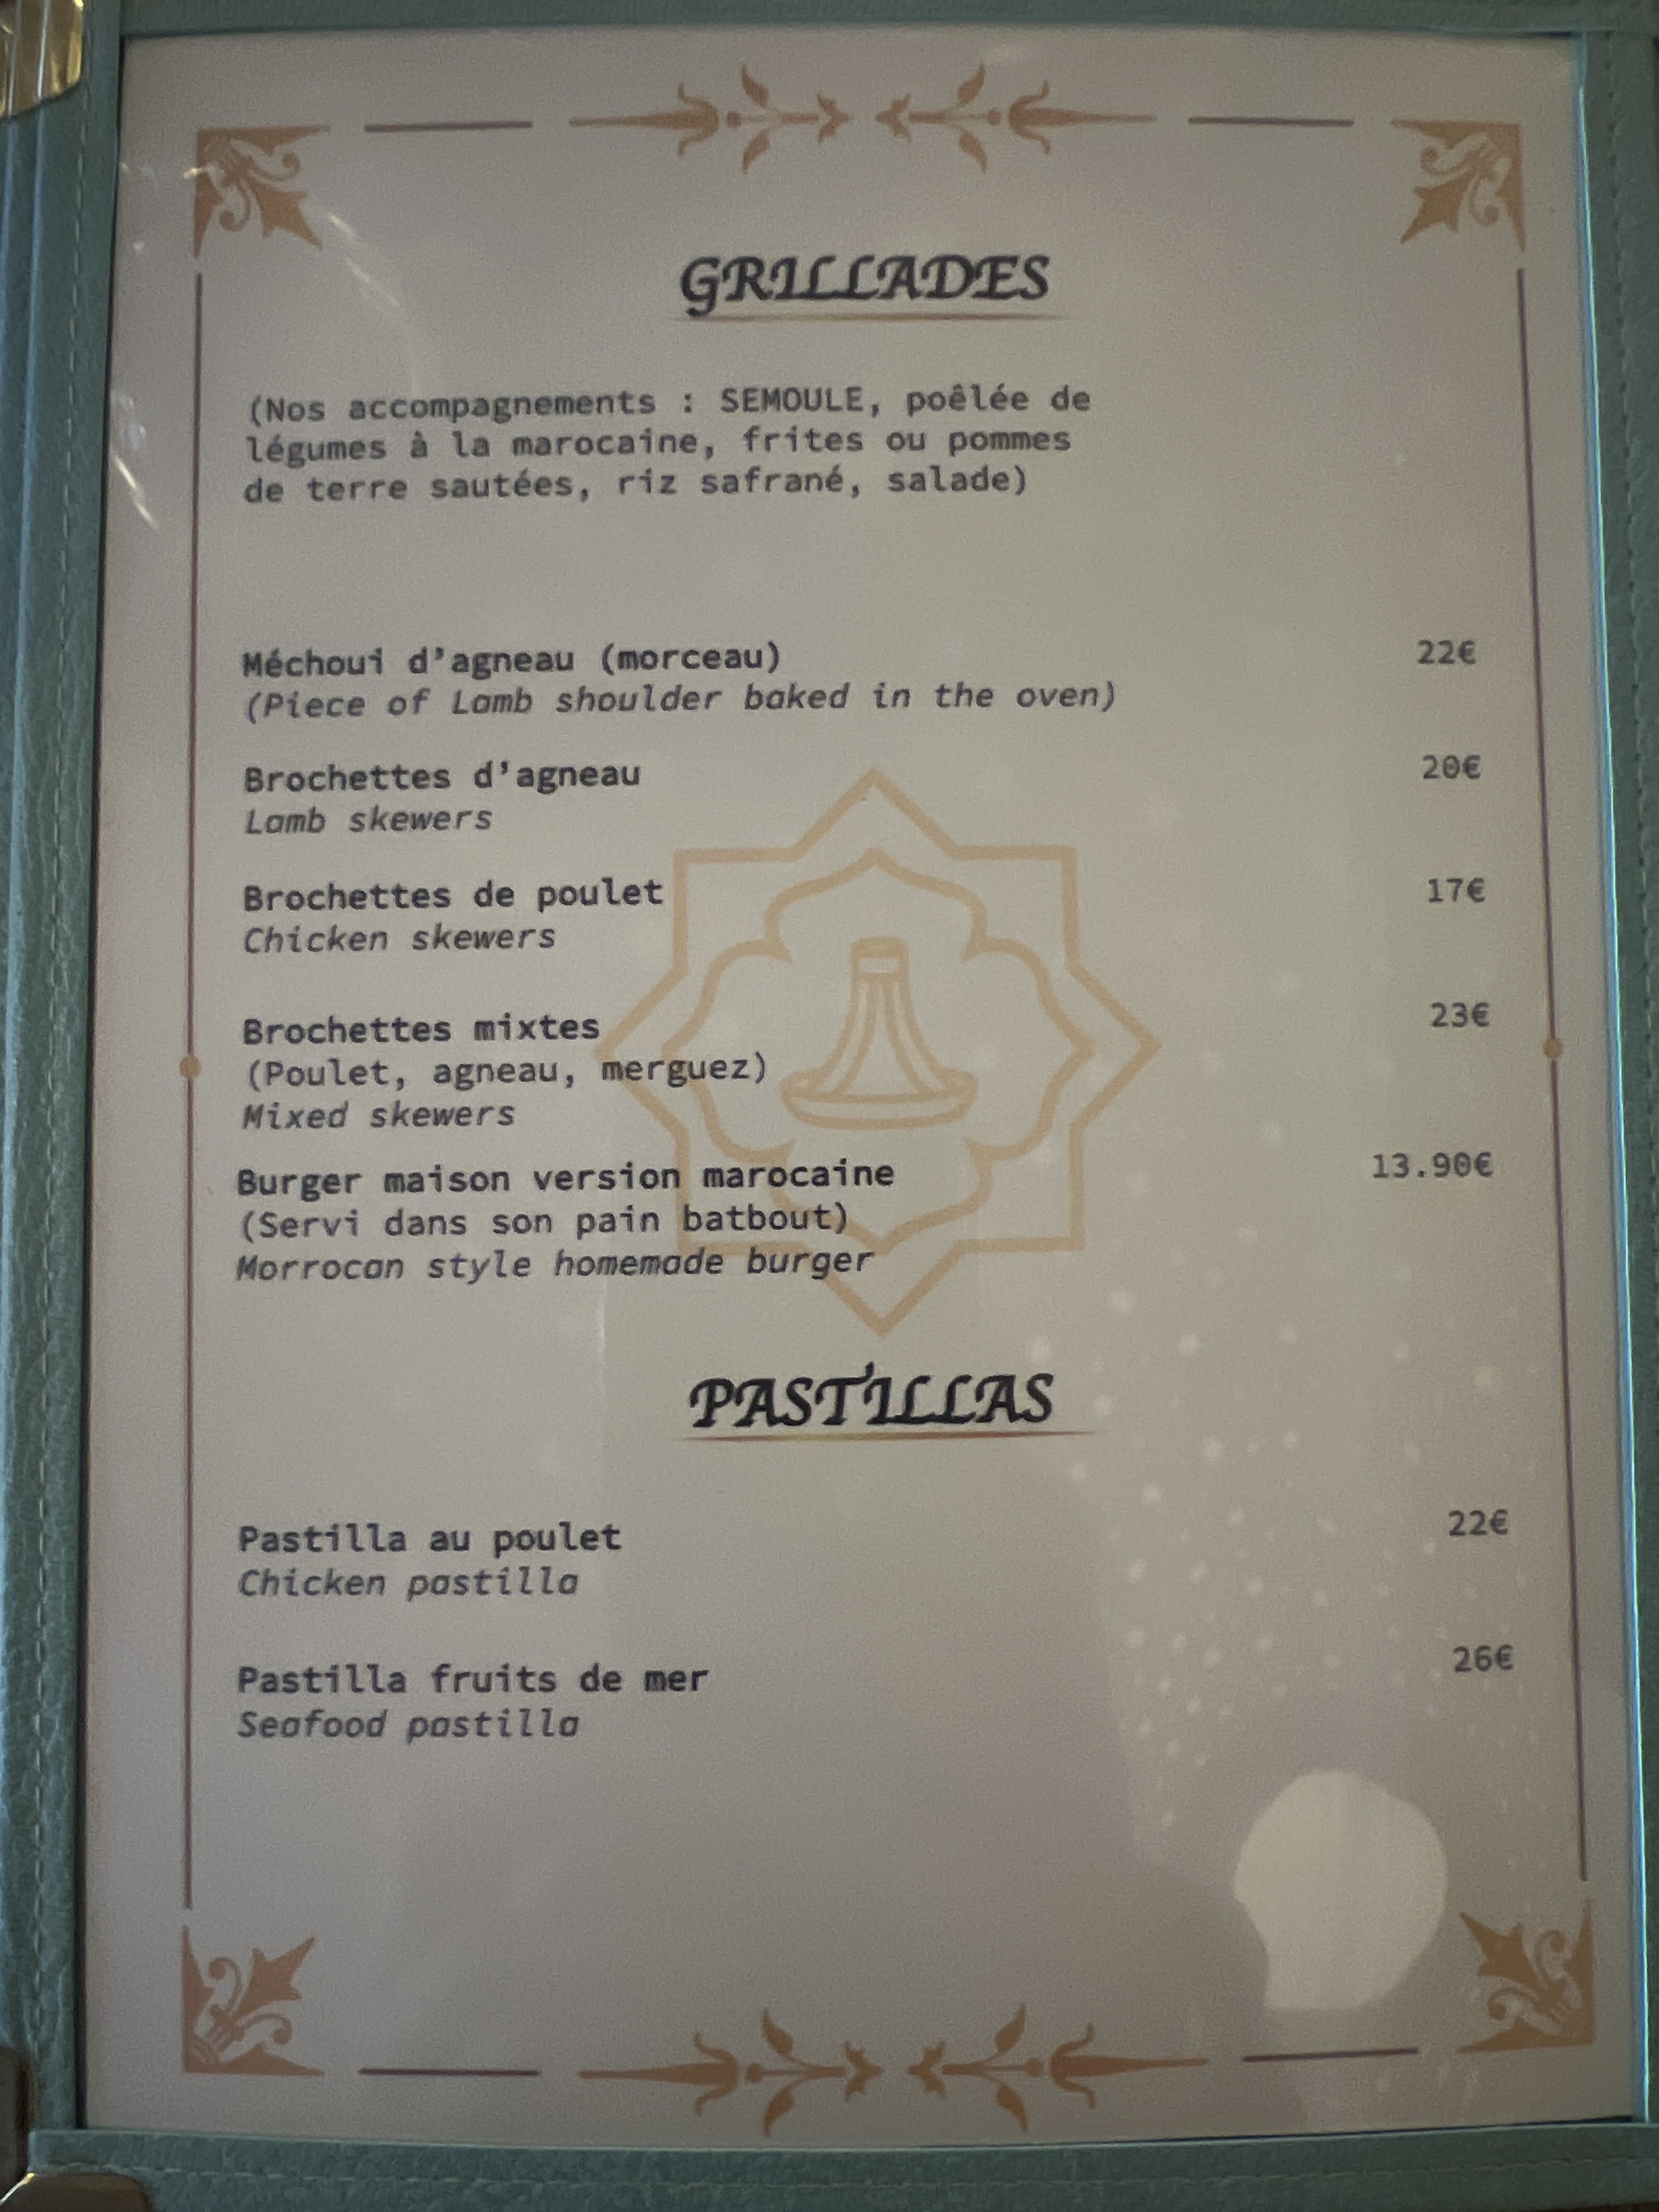 GRILLADES
(Nos accompagnements : SEMOULE, poêlée de
légumes à la marocaine, frites ou pommes
de terre sautées, riz safrané, salade)
Méchoui d'agneau (morceau) 22€
(Piece of Lamb shoulder baked in the oven)
Brochettes d'agneau 20€
Lamb skewers
Brochettes de poulet 17€
Chicken skewers
Brochettes mixtes 23€
(Poulet, agneau, merguez)
Mixed skewers
Burger maison version marocaine 13.90€
(Servi dans son pain batbout)
Morrocan style homemade burger
PASTILLAS
Pastilla au poulet 22€
Chicken pastilla
Pastilla fruits de mer 26€
Seafood pastilla